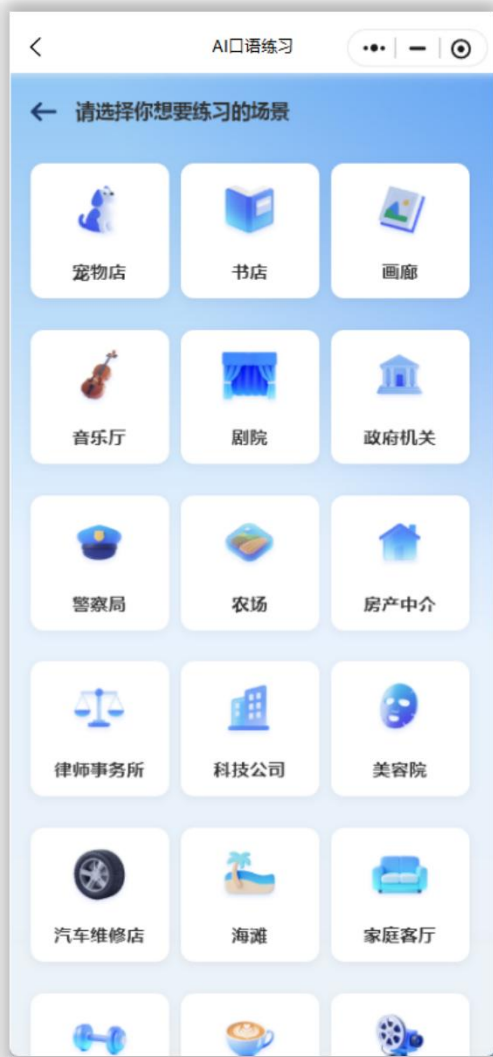 AI口语练习
请选择你想要练习的场景
宠物店 书店 画廊
音乐厅 剧院 政府机关
警察局 农场 房产中介
律师事务所 科技公司 美容院
汽车维修店 海滩 家庭客厅